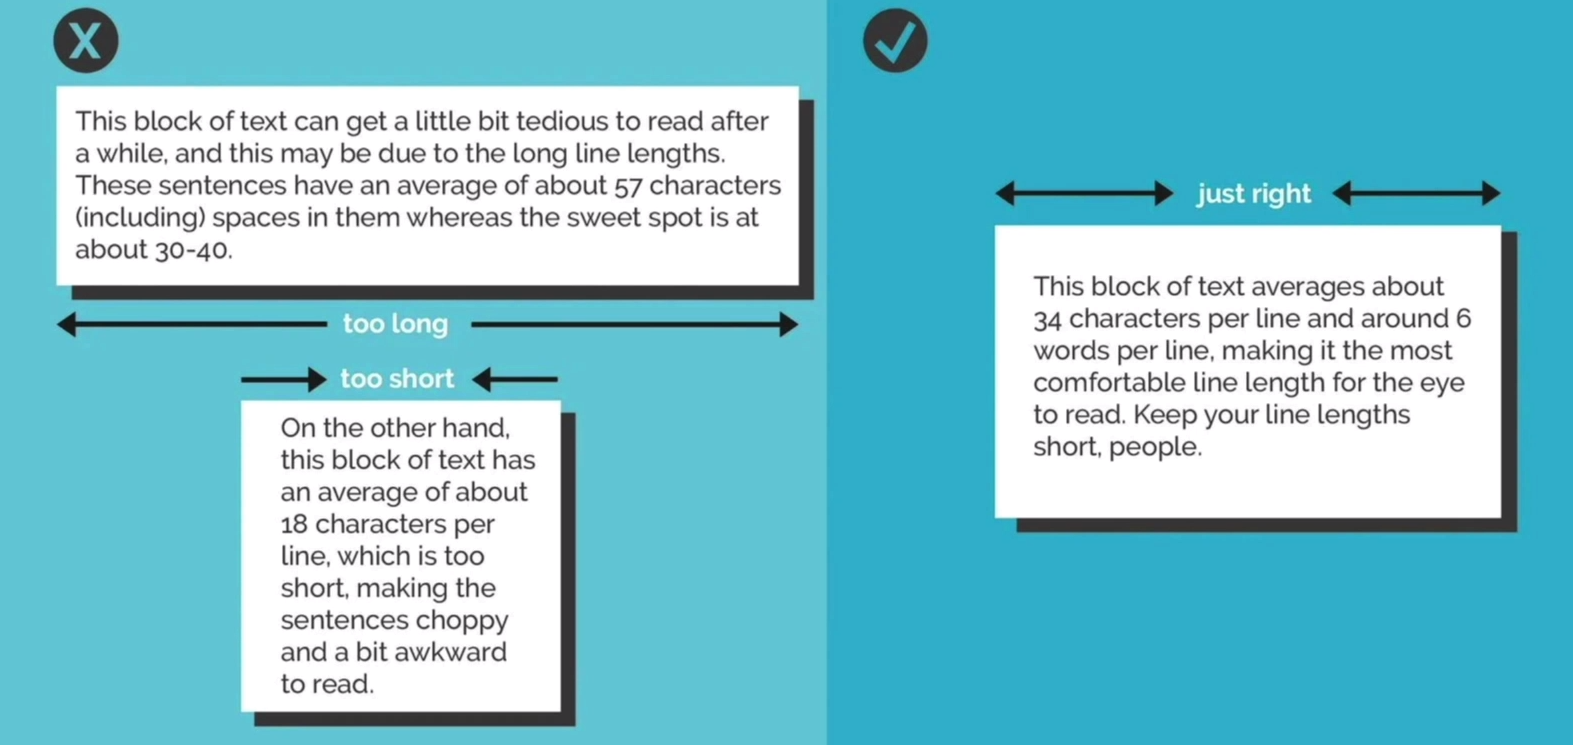 X
This block of text can get a little bit tedious to read after
a while, and this may be due to the long line lengths.
These sentences have an average of about 57 characters
(including) spaces in them whereas the sweet spot is at
about 30-40.
too long
too short
On the other hand,
this block of text has
an average of about
18 characters per
line, which is too
short, making the
sentences choppy
and a bit awkward
to read.
just right
This block of text averages about
34 characters per line and around 6
words per line, making it the most
comfortable line length for the eye
to read. Keep your line lengths
short, people.